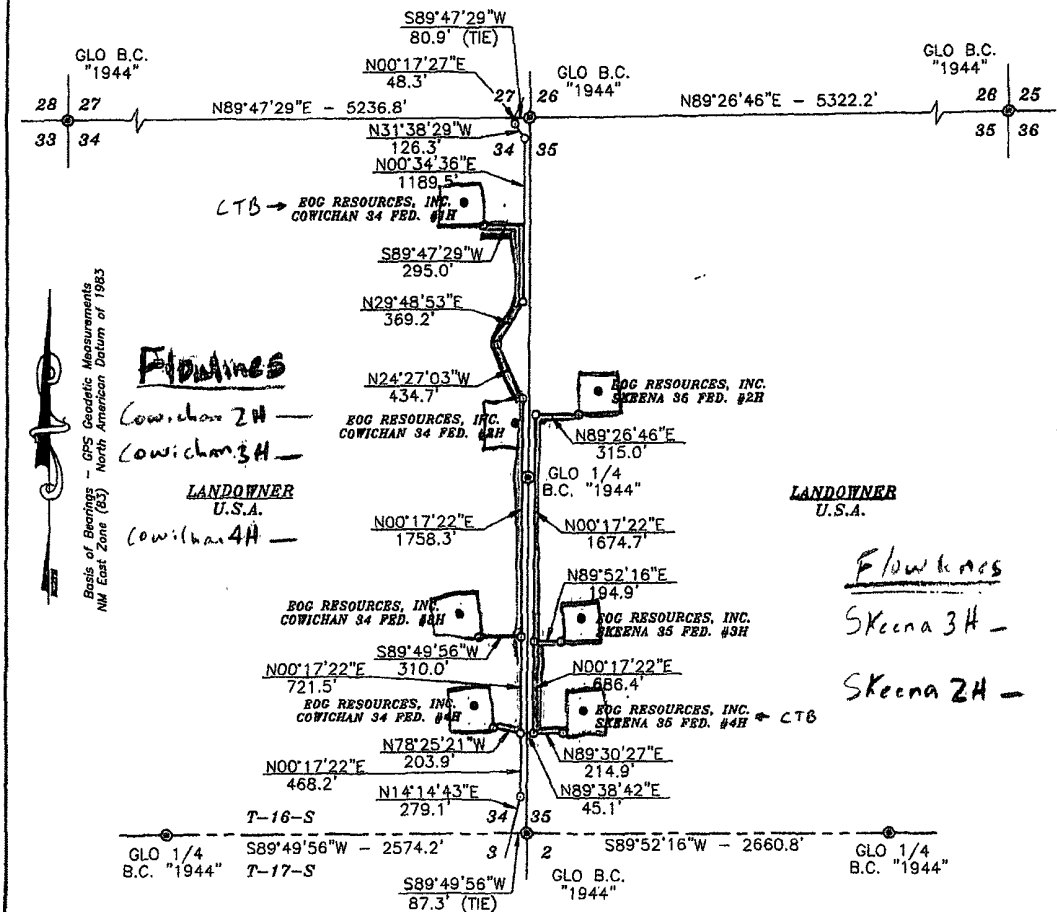 S89°47'29"W
80.9' (TIE)
GLO B.C.
"1944"
N00°17'27"E
48.3'
GLO B.C.
"1944"
GLO B.C.
"1944"
28 27
N89°47'29"E - 5236.8'
27 26
N89°26'46"E - 5322.2'
26 25
33 34
N31°38'29"W
126.3'
34 35
35 36
N00°34'36"E
1189.5'
CTB → EOG RESOURCES, INC.
COWICHAN 34 FED. #1H
S89°47'29"W
295.0'
N29°48'53"E
369.2'
N24°27'03"W
434.7'
Basis of Bearings - GPS Geodetic Measurements
NM East Zone (83) North American Datum of 1983
Flowlines
Cowichan 2H —
Cowichan 3H —
LANDOWNER
U.S.A.
Cowichan 4H —
EOG RESOURCES, INC.
COWICHAN 34 FED. #2H
EOG RESOURCES, INC.
SKEENA 35 FED. #2H
N89°26'46"E
315.0'
GLO 1/4
B.C. "1944"
LANDOWNER
U.S.A.
N00°17'22"E
1758.3'
N00°17'22"E
1674.7'
N89°52'16"E
194.9'
Flowlines
Skeena 3H —
Skeena 2H —
EOG RESOURCES, INC.
COWICHAN 34 FED. #3H
EOG RESOURCES, INC.
SKEENA 35 FED. #3H
S89°49'56"W
310.0'
N00°17'22"E
721.5'
N00°17'22"E
686.4'
EOG RESOURCES, INC.
COWICHAN 34 FED. #4H
EOG RESOURCES, INC.
SKEENA 35 FED. #4H ← CTB
N78°25'21"W
203.9'
N89°30'27"E
214.9'
N00°17'22"E
468.2'
N89°38'42"E
45.1'
N14°14'43"E
279.1'
T-16-S
34 35
S89°49'56"W - 2574.2'
3 2
S89°52'16"W - 2660.8'
GLO 1/4
B.C. "1944"
T-17-S
GLO 1/4
B.C. "1944"
S89°49'56"W
87.3' (TIE)
GLO B.C.
"1944"